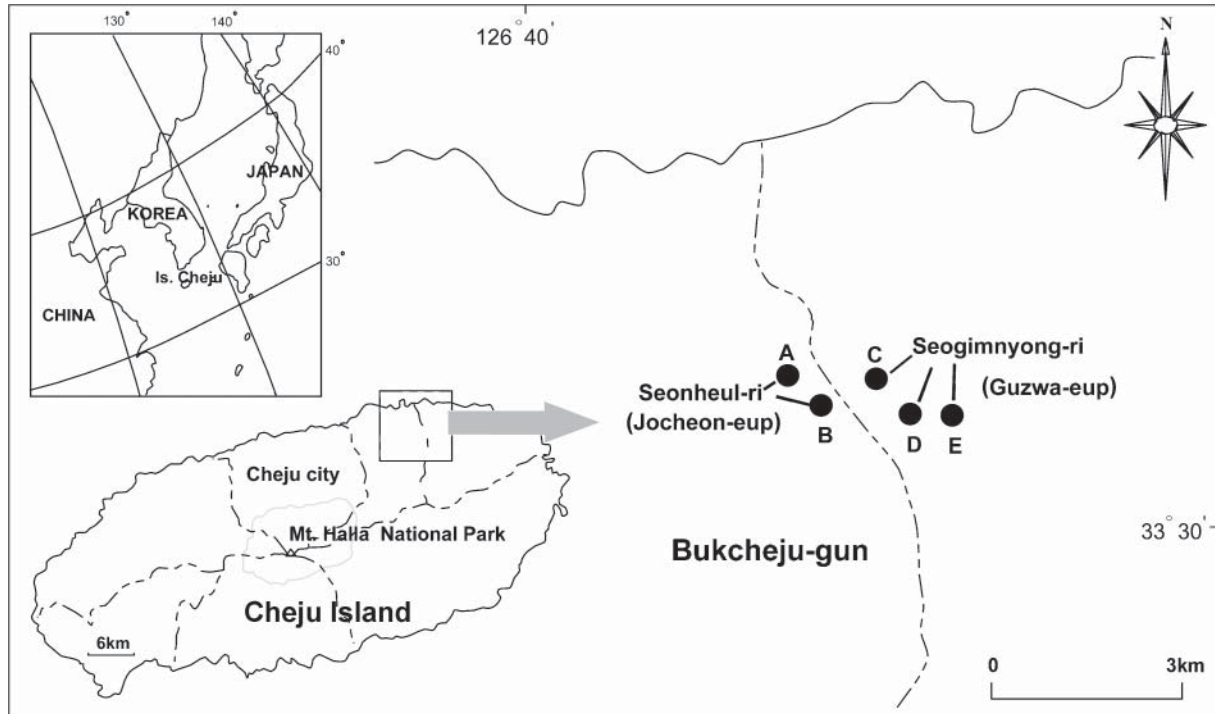 130°
140°
40°
JAPAN
KOREA
Is. Cheju
30°
CHINA
126° 40'
N
A
C
Seogimnyong-ri
Seonheul-ri
(Guzwa-eup)
(Jocheon-eup)
B
D
E
Cheju city
Mt. Halla National Park
33° 30'
Bukcheju-gun
Cheju Island
6km
0
3km